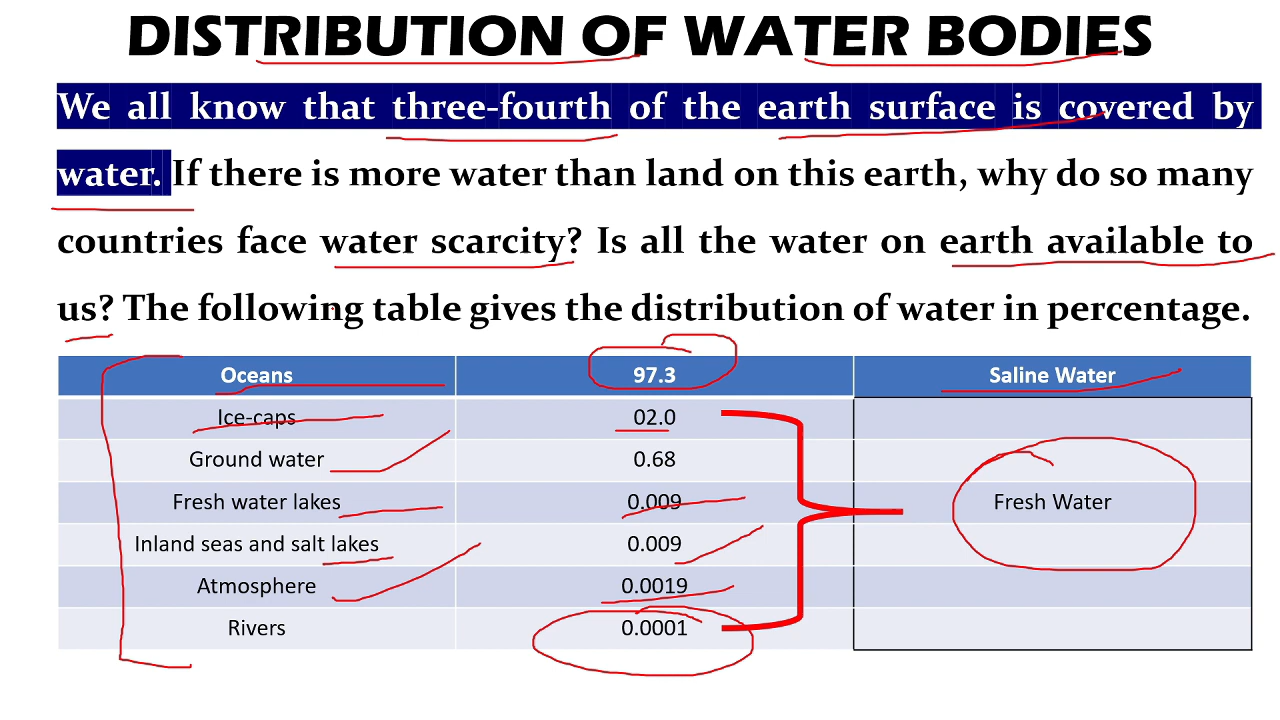 DISTRIBUTION OF WATER BODIES
We all know that three-fourth of the earth surface is covered by
water. If there is more water than land on this earth, why do so many
countries face water scarcity? Is all the water on earth available to
us? The following table gives the distribution of water in percentage.
Oceans 97.3 Saline Water
Ice-caps 02.0
Ground water 0.68
Fresh water lakes 0.009 Fresh Water
Inland seas and salt lakes 0.009
Atmosphere 0.0019
Rivers 0.0001